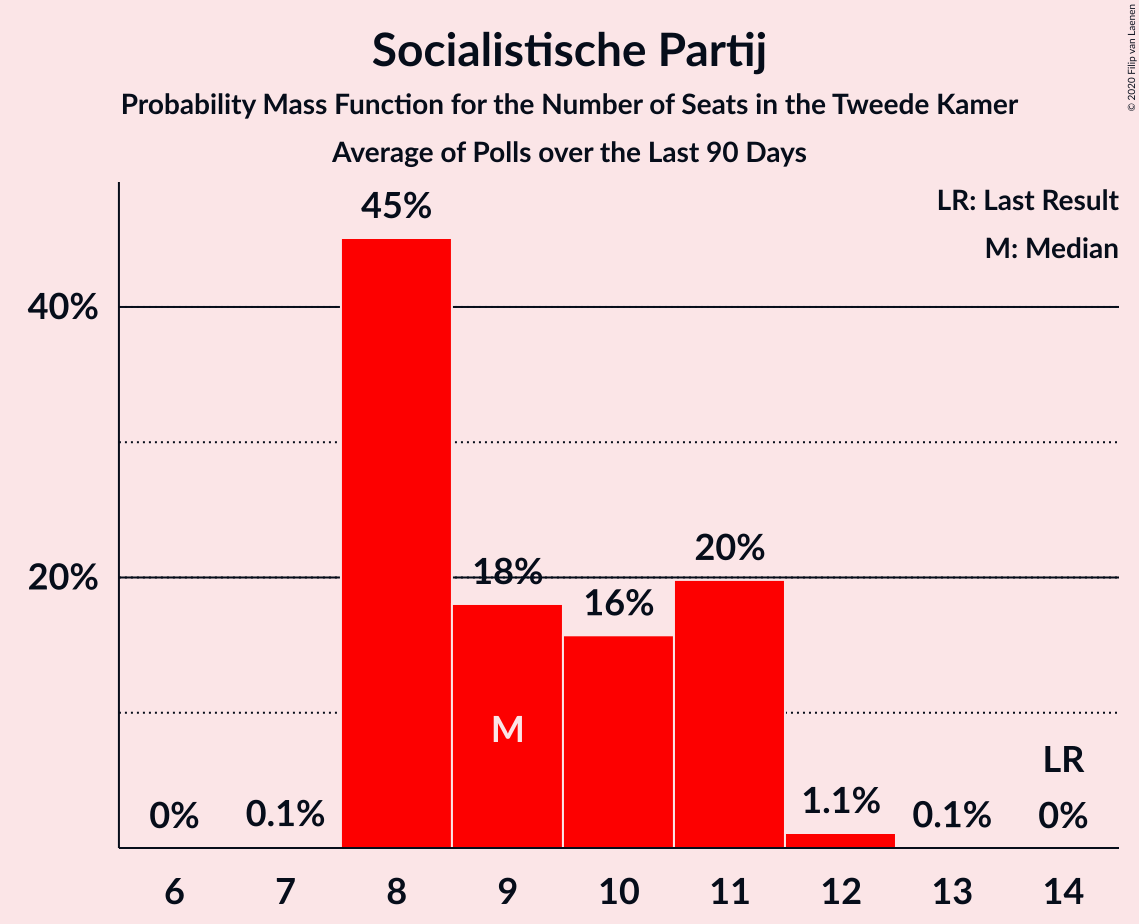 Socialistische Partij
Probability Mass Function for the Number of Seats in the Tweede Kamer
Average of Polls over the Last 90 Days
© 2020 Filip van Laenen
LR: Last Result
M: Median
40%
20%
0%
0.1%
45%
18%
16%
20%
1.1%
0.1%
LR
0%
M
6 7 8 9 10 11 12 13 14